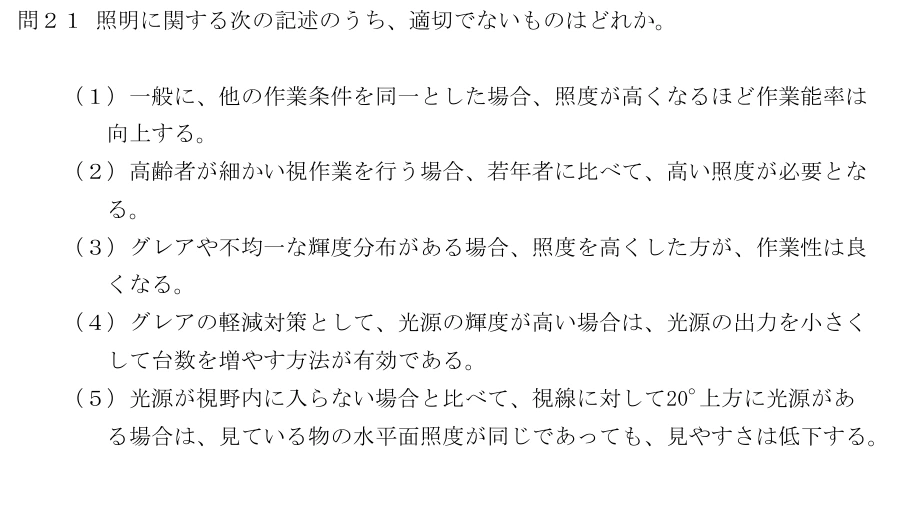 問２１ 照明に関する次の記述のうち、適切でないものはどれか。
（１）一般に、他の作業条件を同一とした場合、照度が高くなるほど作業能率は
向上する。
（２）高齢者が細かい視作業を行う場合、若年者に比べて、高い照度が必要とな
る。
（３）グレアや不均一な輝度分布がある場合、照度を高くした方が、作業性は良
くなる。
（４）グレアの軽減対策として、光源の輝度が高い場合は、光源の出力を小さく
して台数を増やす方法が有効である。
（５）光源が視野内に入らない場合と比べて、視線に対して20°上方に光源があ
る場合は、見ている物の水平面照度が同じであっても、見やすさは低下する。